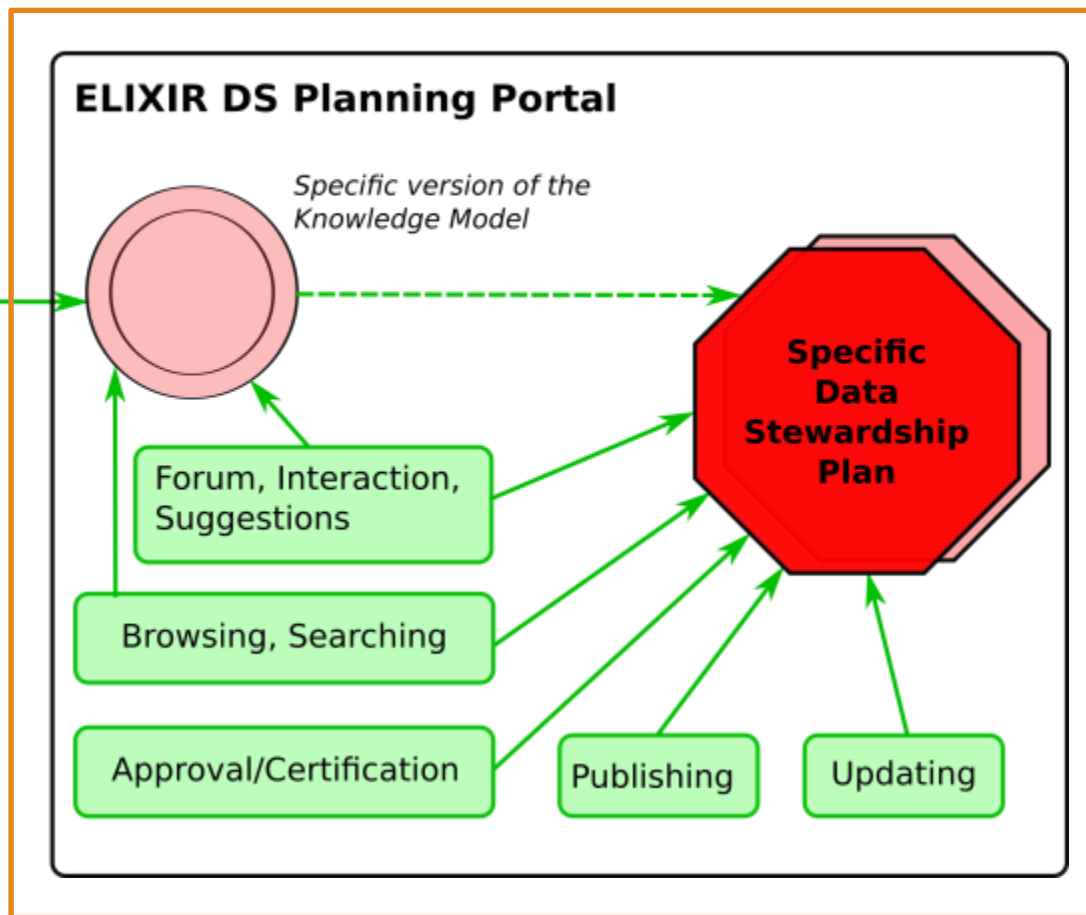 ELIXIR DS Planning Portal
Specific version of the
Knowledge Model
Specific
Data
Stewardship
Plan
Forum, Interaction,
Suggestions
Browsing, Searching
Approval/Certification
Publishing
Updating